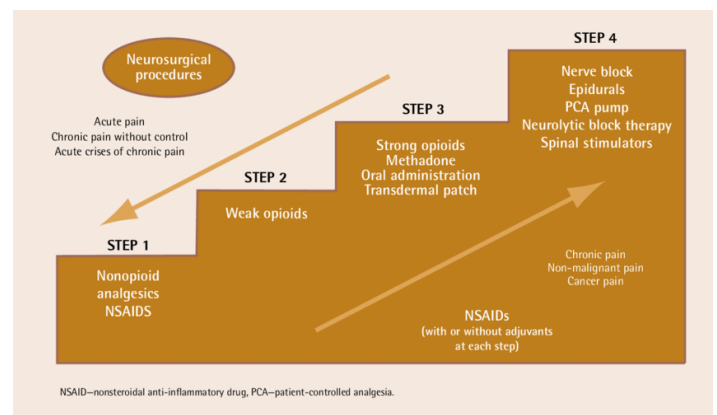 Neurosurgical
procedures
Acute pain
Chronic pain without control
Acute crises of chronic pain
STEP 1
Nonopioid
analgesics
NSAIDS
STEP 2
Weak opioids
STEP 3
Strong opioids
Methadone
Oral administration
Transdermal patch
STEP 4
Nerve block
Epidurals
PCA pump
Neurolytic block therapy
Spinal stimulators
Chronic pain
Non-malignant pain
Cancer pain
NSAIDs
(with or without adjuvants
at each step)
NSAID—nonsteroidal anti-inflammatory drug, PCA—patient-controlled analgesia.